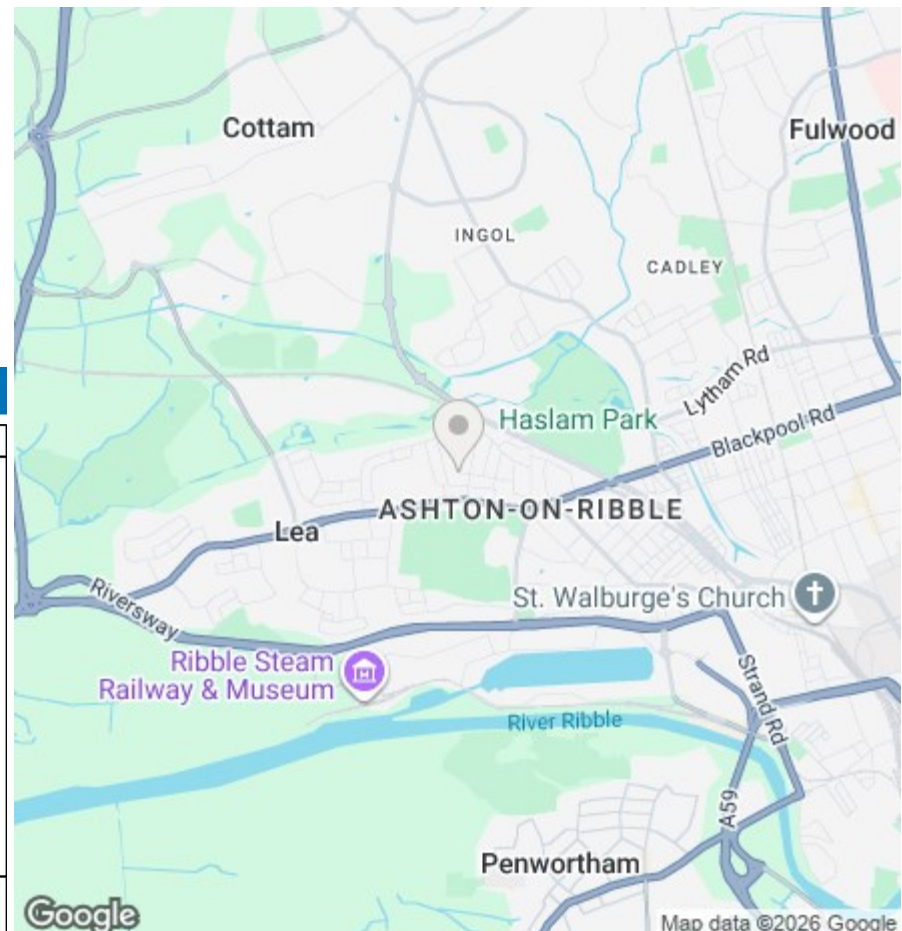 Cottam
Fulwood
INGOL
CADLEY
Lytham Rd
Haslam Park
Blackpool Rd
ASHTON-ON-RIBBLE
Lea
Riversway
St. Walburge's Church
Ribble Steam
Railway & Museum
Strand Rd
River Ribble
A59
Penwortham
Google
Map data ©2026 Google